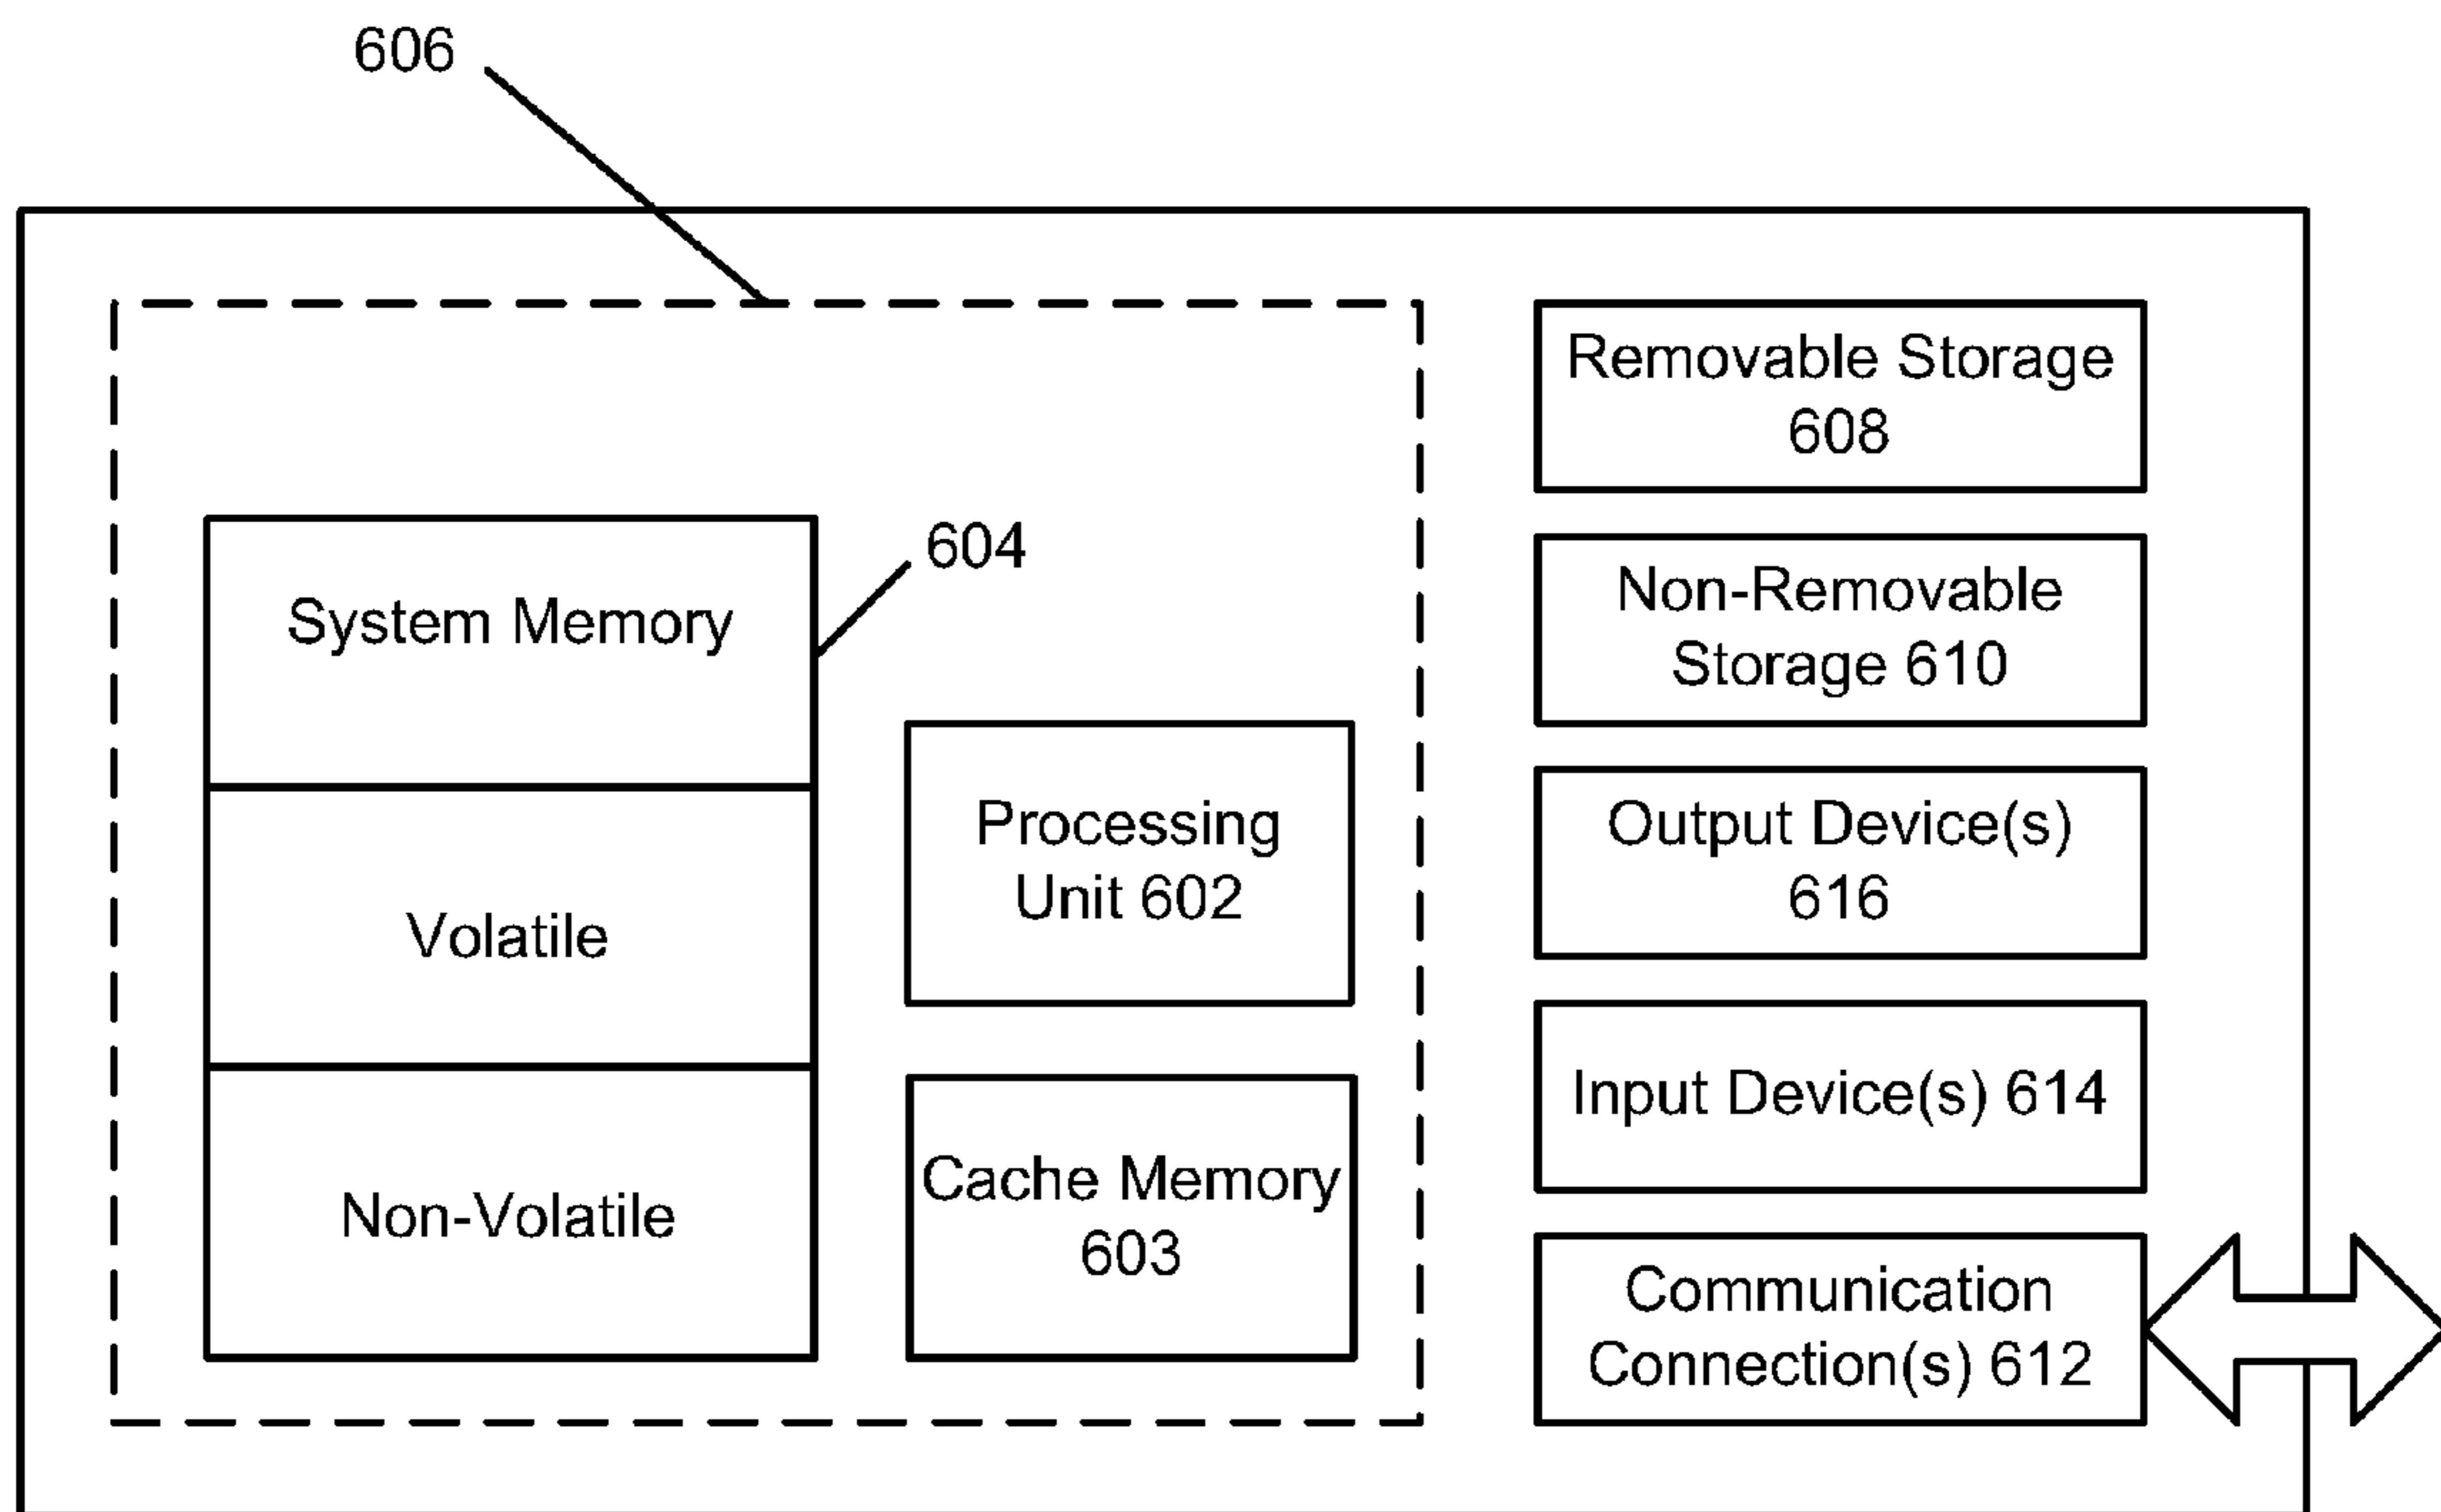 606
604
System Memory
Volatile
Non-Volatile
Processing
Unit 602
Cache Memory
603
Removable Storage
608
Non-Removable
Storage 610
Output Device(s)
616
Input Device(s) 614
Communication
Connection(s) 612